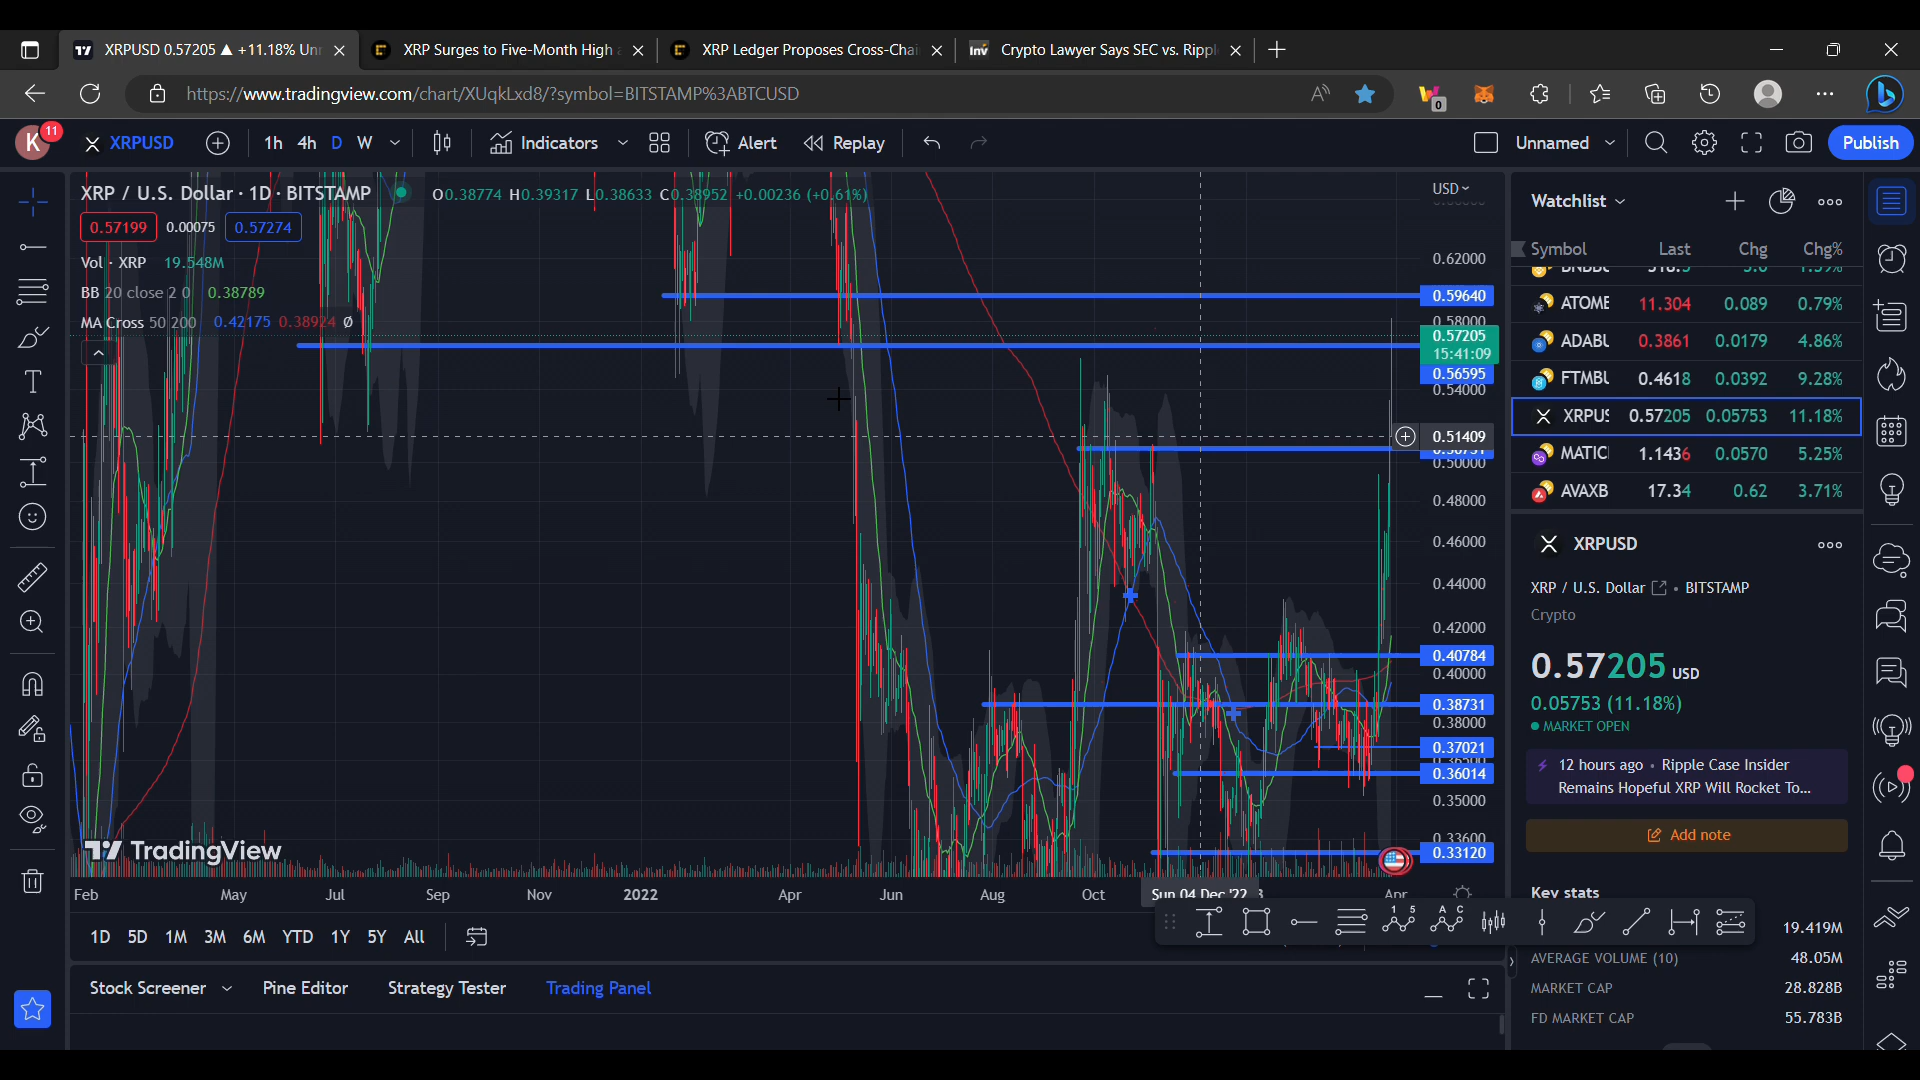 XRPUSD 0.57205 ▲ +11.18% Un
XRP Surges to Five-Month High
XRP Ledger Proposes Cross-Chai
Crypto Lawyer Says SEC vs. Rippl
https://www.tradingview.com/chart/XUqkLxd8/?symbol=BITSTAMP%3ABTCUSD
0
K 11 XRPUSD 1h 4h D W Indicators Alert Replay Unnamed Publish
XRP / U.S. Dollar · 1D · BITSTAMP O0.38774 H0.39317 L0.38633 C0.38952 +0.00236 (+0.61%)
0.57199 0.00075 0.57274
Vol · XRP 19.548M
BB 20 close 2 0 0.38789
MA Cross 50 200 0.42175 0.38924 Ø
USD
0.62000
0.59640
0.58000
0.57205
15:41:09
0.56595
0.54000
0.51409
0.50000
0.48000
0.46000
0.44000
0.42000
0.40784
0.40000
0.38731
0.38000
0.37021
0.36014
0.35000
0.33600
0.33120
TradingView
Feb May Jul Sep Nov 2022 Apr Jun Aug Oct Sun 04 Dec '22 Apr
1D 5D 1M 3M 6M YTD 1Y 5Y All
1 5
A C
Stock Screener Pine Editor Strategy Tester Trading Panel
Watchlist
Symbol Last Chg Chg%
ATOME 11.304 0.089 0.79%
ADABU 0.3861 0.0179 4.86%
FTMBU 0.4618 0.0392 9.28%
XRPUS 0.57205 0.05753 11.18%
MATIC 1.1436 0.0570 5.25%
AVAXB 17.34 0.62 3.71%
XRPUSD
XRP / U.S. Dollar • BITSTAMP
Crypto
0.57205 USD
0.05753 (11.18%)
MARKET OPEN
12 hours ago • Ripple Case Insider
Remains Hopeful XRP Will Rocket To...
Add note
Key stats
19.419M
AVERAGE VOLUME (10) 48.05M
MARKET CAP 28.828B
FD MARKET CAP 55.783B